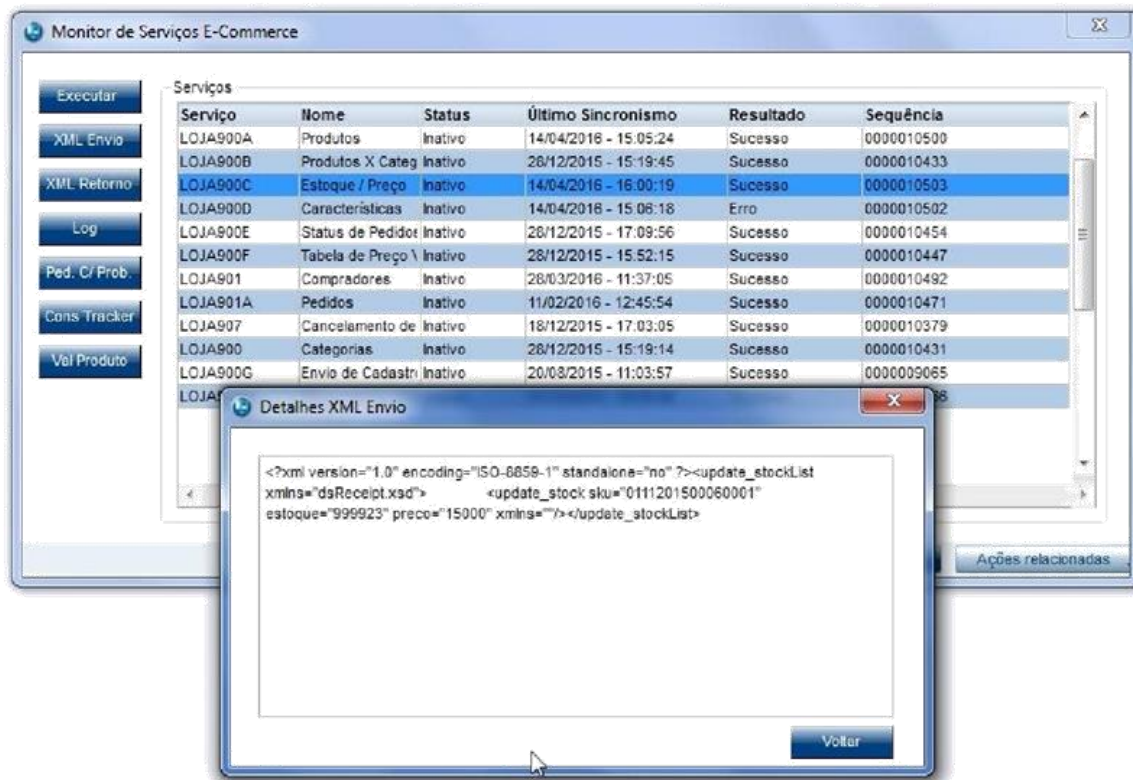 Monitor de Serviços E-Commerce
Executar
XML Envio
XML Retorno
Log
Ped. C/ Prob.
Cons Tracker
Val Produto
Serviços
Serviço Nome Status Último Sincronismo Resultado Sequência
LOJA900A Produtos Inativo 14/04/2016 - 15:05:24 Sucesso 0000010500
LOJA900B Produtos X Categ Inativo 28/12/2015 - 15:19:45 Sucesso 0000010433
LOJA900C Estoque / Preço Inativo 14/04/2016 - 16:00:19 Sucesso 0000010503
LOJA900D Características Inativo 14/04/2016 - 15:06:18 Erro 0000010502
LOJA900E Status de Pedidos Inativo 28/12/2015 - 17:09:56 Sucesso 0000010454
LOJA900F Tabela de Preço Inativo 28/12/2015 - 15:52:15 Sucesso 0000010447
LOJA901 Compradores Inativo 28/03/2016 - 11:37:05 Sucesso 0000010492
LOJA901A Pedidos Inativo 11/02/2016 - 12:45:54 Sucesso 0000010471
LOJA907 Cancelamento de Inativo 18/12/2015 - 17:03:05 Sucesso 0000010379
LOJA900 Categorias Inativo 28/12/2015 - 15:19:14 Sucesso 0000010431
LOJA900G Envio de Cadastr Inativo 20/08/2015 - 11:03:57 Sucesso 0000009065
Detalhes XML Envio
<?xml version="1.0" encoding="ISO-8859-1" standalone="no" ?><update_stockList
xmlns="dsReceipt.xsd"> <update_stock sku="0111201500060001"
estoque="999923" preco="15000" xmlns=""/></update_stockList>
Voltar
Ações relacionadas